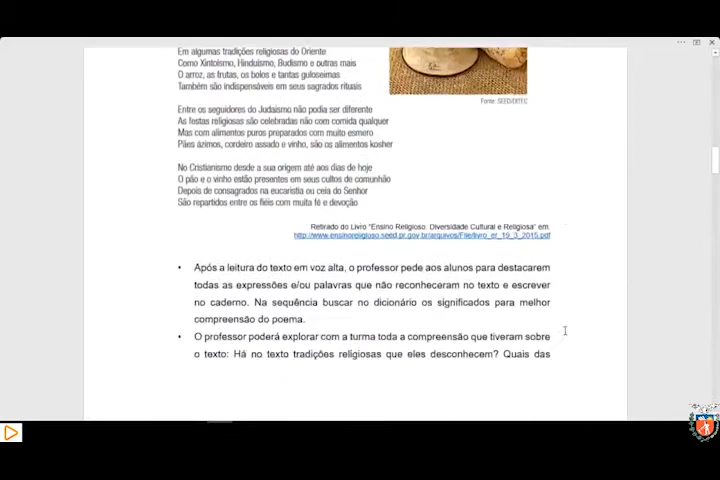 Em algumas tradições religiosas do Oriente
Como Xintoísmo, Hinduísmo, Budismo e outras mais
O arroz, as frutas, os bolos e tantas guloseimas
Também são indispensáveis em seus sagrados rituais
Fonte: SEED/DITEC
Entre os seguidores do Judaísmo não podia ser diferente
As festas religiosas são celebradas não com comida qualquer
Mas com alimentos puros preparados com muito esmero
Pães ázimos, cordeiro assado e vinho, são os alimentos kosher
No Cristianismo desde a sua origem até aos dias de hoje
O pão e o vinho estão presentes em seus cultos de comunhão
Depois de consagrados na eucaristia ou ceia do Senhor
São repartidos entre os fiéis com muita fé e devoção
Retirado do Livro “Ensino Religioso: Diversidade Cultural e Religiosa” em:
http://www.ensinoreligioso.seed.pr.gov.br/arquivos/File/livro_er_19_3_2015.pdf
• Após a leitura do texto em voz alta, o professor pede aos alunos para destacarem
todas as expressões e/ou palavras que não reconheceram no texto e escrever
no caderno. Na sequência buscar no dicionário os significados para melhor
compreensão do poema.
• O professor poderá explorar com a turma toda a compreensão que tiveram sobre
o texto: Há no texto tradições religiosas que eles desconhecem? Quais das